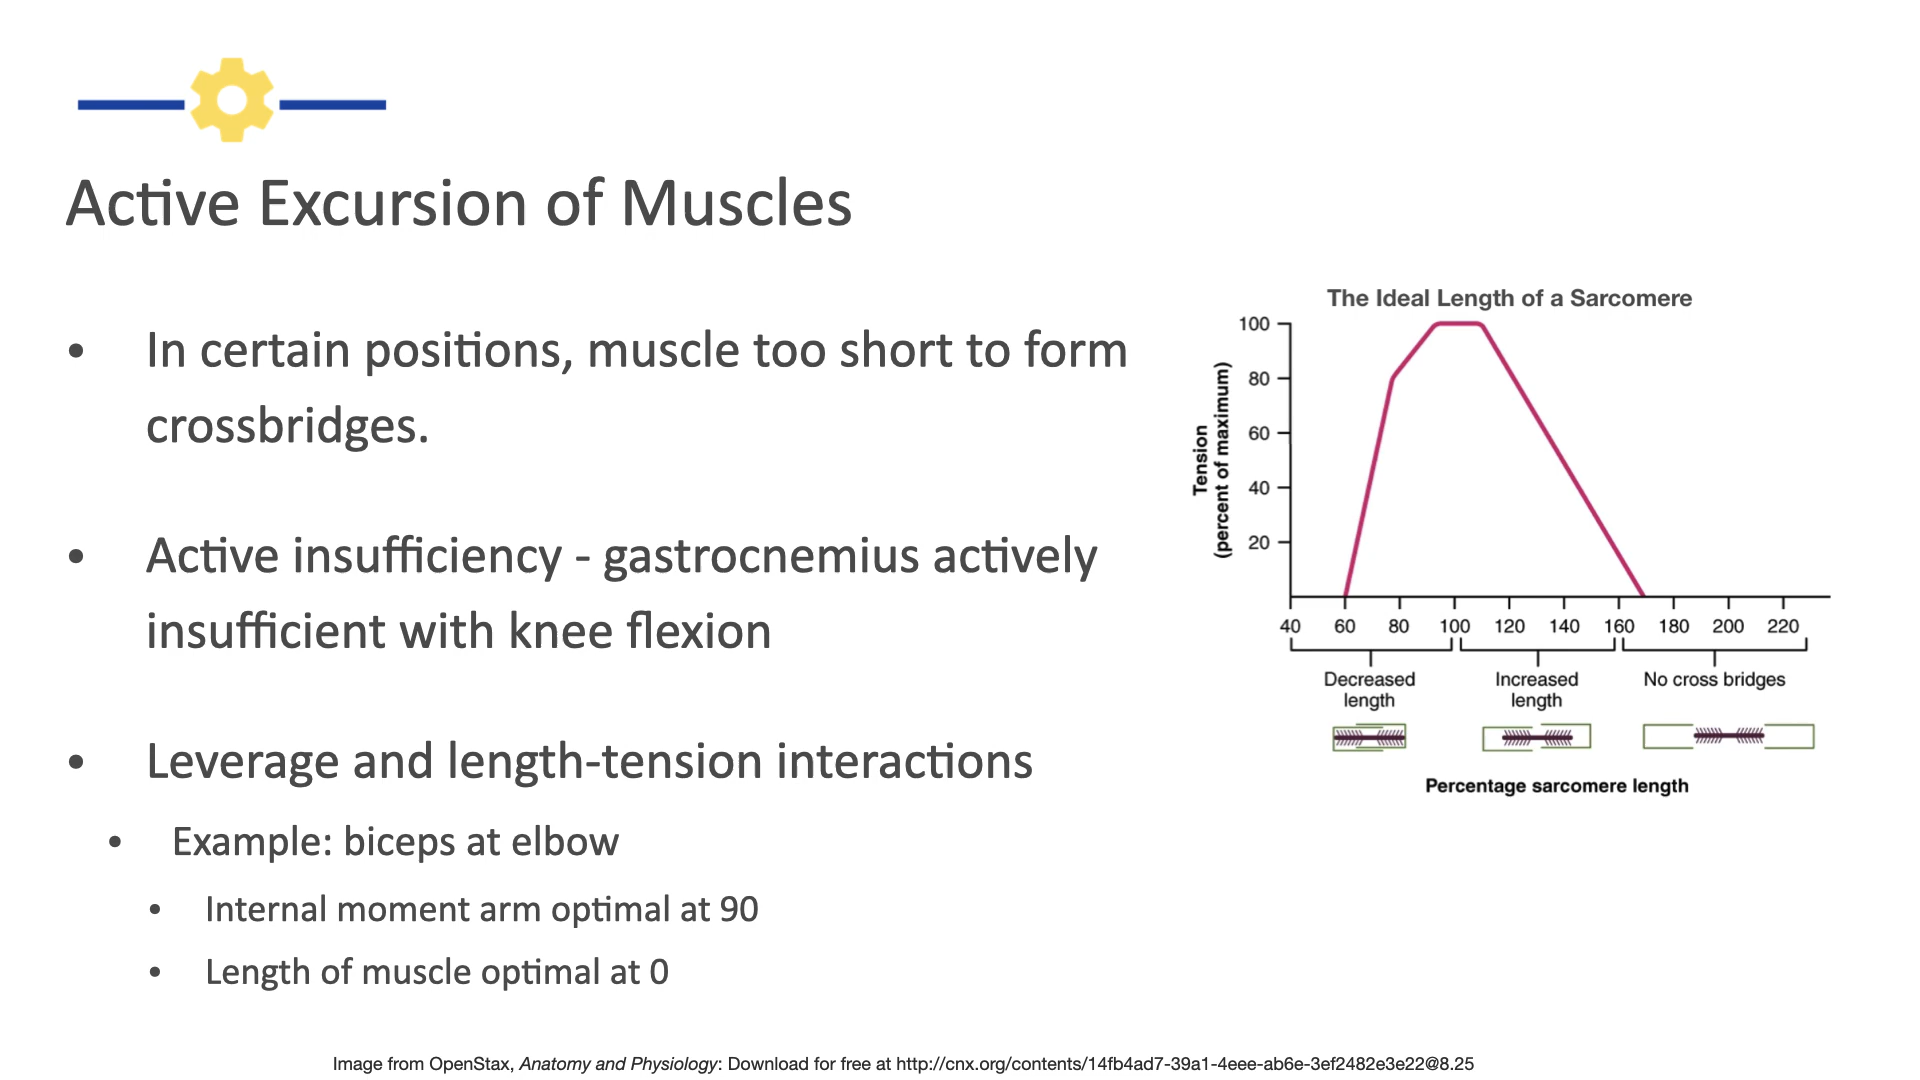 Active Excursion of Muscles
• In certain positions, muscle too short to form
crossbridges.
• Active insufficiency - gastrocnemius actively
insufficient with knee flexion
• Leverage and length-tension interactions
• Example: biceps at elbow
• Internal moment arm optimal at 90
• Length of muscle optimal at 0
The Ideal Length of a Sarcomere
Tension
(percent of maximum)
100
80
60
40
20
40 60 80 100 120 140 160 180 200 220
Decreased
length
Increased
length
No cross bridges
Percentage sarcomere length
Image from OpenStax, Anatomy and Physiology: Download for free at http://cnx.org/contents/14fb4ad7-39a1-4eee-ab6e-3ef2482e3e22@8.25